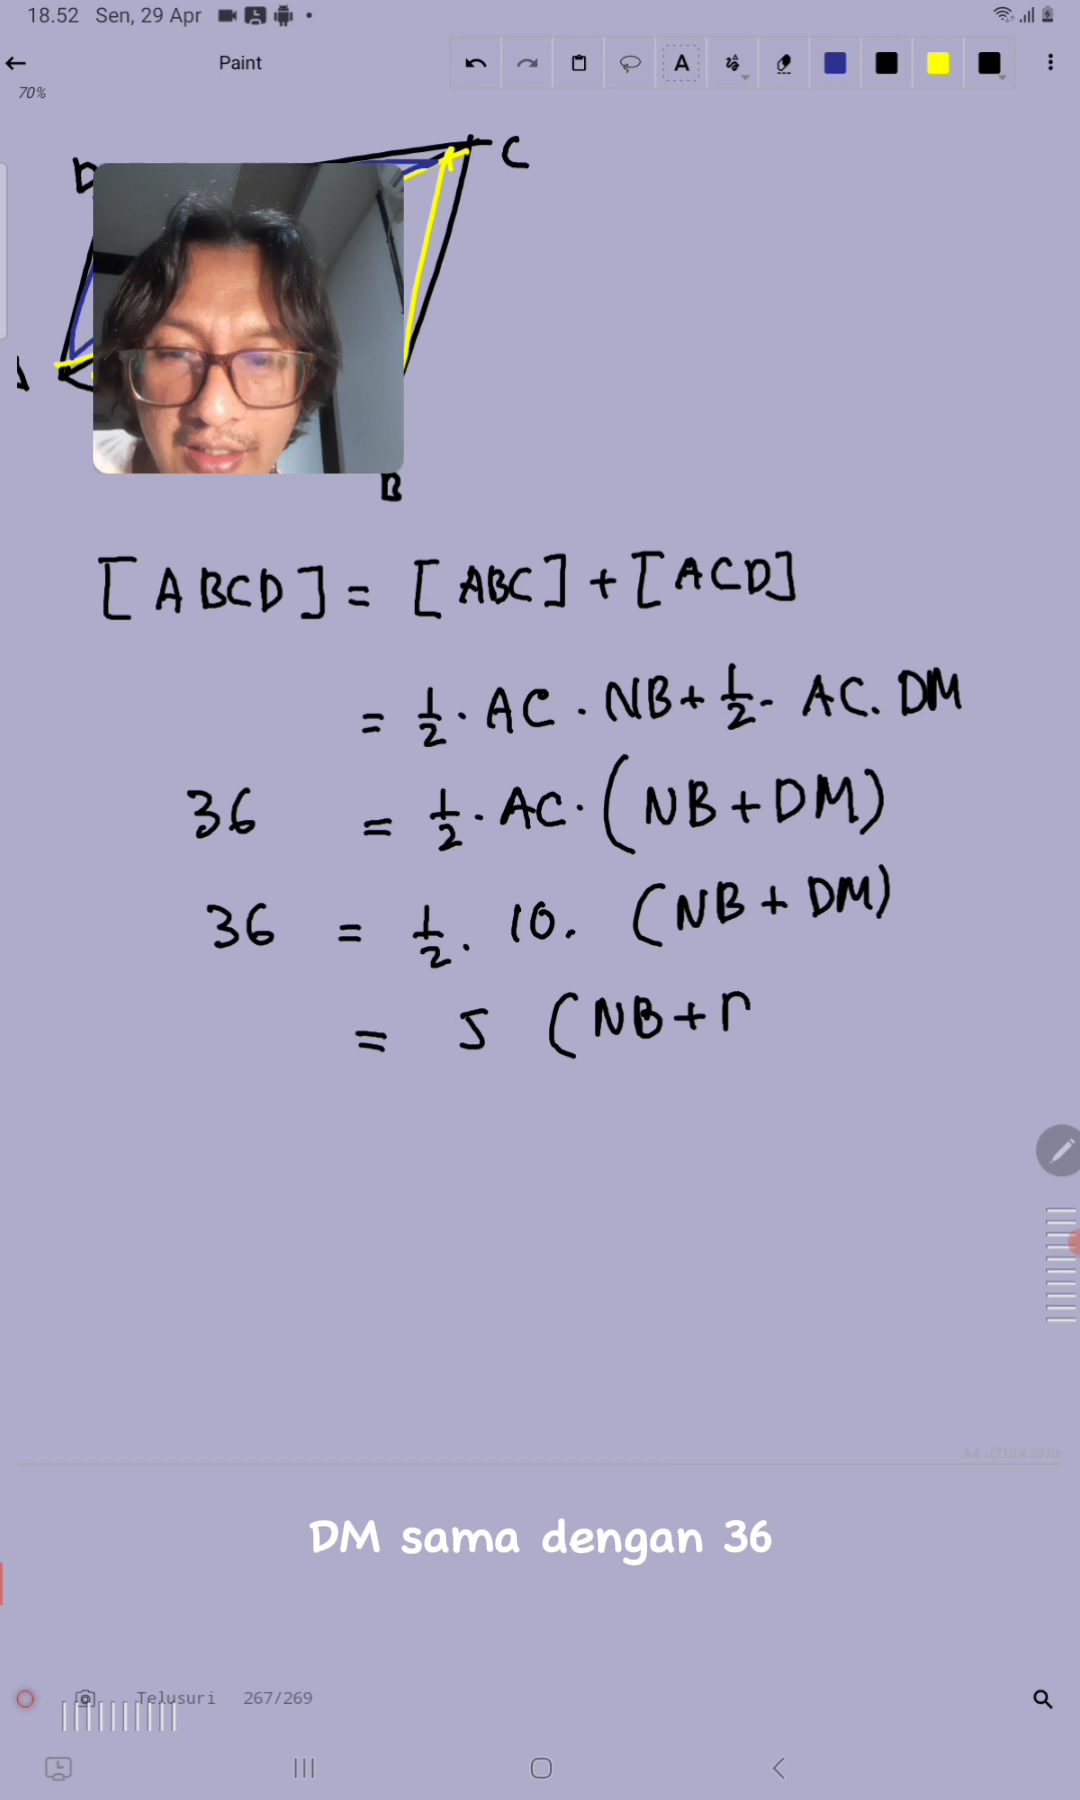 18.52 Sen, 29 Apr
Paint
A
70%
C
B
[ABCD] = [ABC] + [ACD]
= 1/2 · AC · NB + 1/2 · AC. DM
36 = 1/2 · AC · (NB + DM)
36 = 1/2 . 10. (NB + DM)
= 5 (NB + r
DM sama dengan 36
Telusuri 267/269